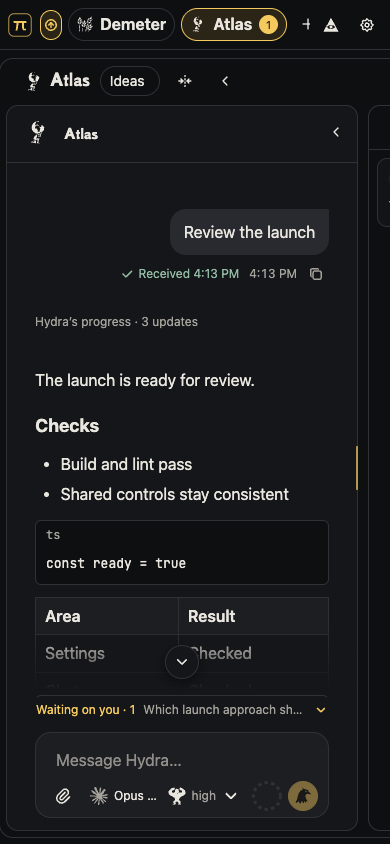 π
Demeter
Atlas 1
Atlas
Ideas
Atlas
Review the launch
Received 4:13 PM 4:13 PM
Hydra's progress · 3 updates
The launch is ready for review.
Checks
• Build and lint pass
• Shared controls stay consistent
ts
const ready = true
Area Result
Settings Checked
Waiting on you · 1 Which launch approach sh...
Message Hydra...
Opus ... high